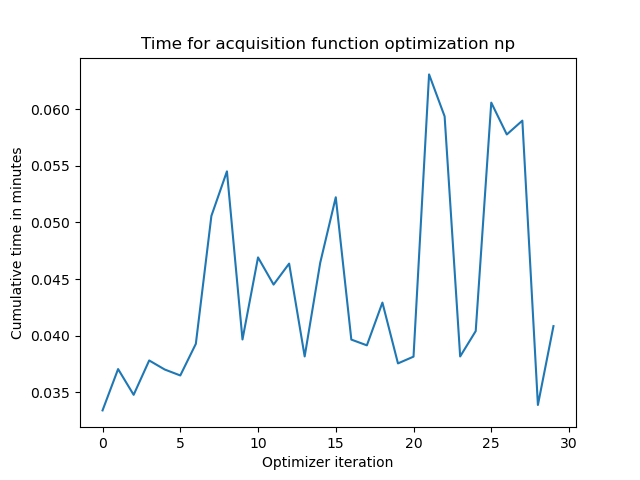 Time for acquisition function optimization np
Cumulative time in minutes
0.060
0.055
0.050
0.045
0.040
0.035
0 5 10 15 20 25 30
Optimizer iteration